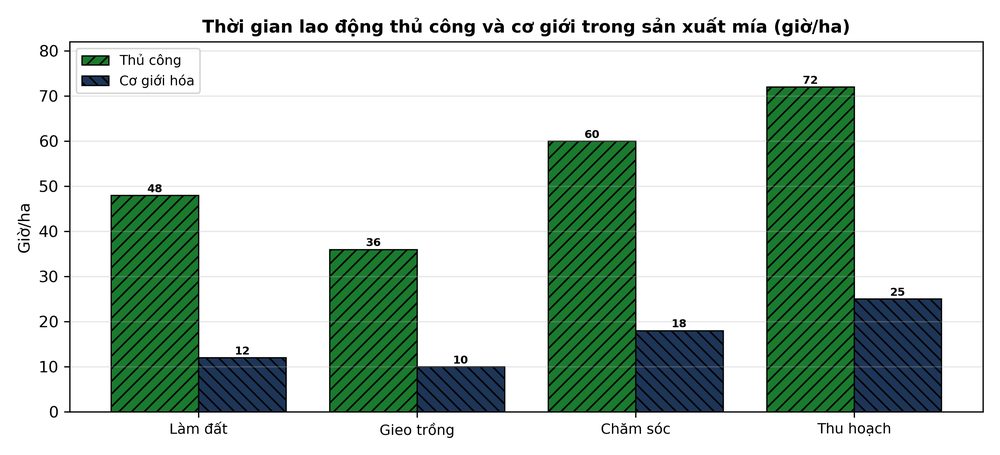 Thời gian lao động thủ công và cơ giới trong sản xuất mía (giờ/ha)
Thủ công
Cơ giới hóa
Giờ/ha
80
70
60
50
40
30
20
10
0
48
12
36
10
60
18
72
25
Làm đất
Gieo trồng
Chăm sóc
Thu hoạch